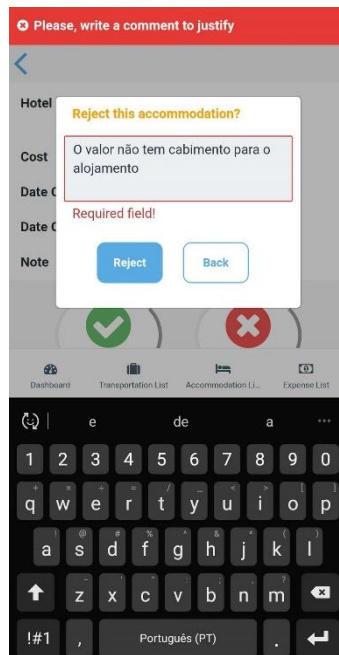 Please, write a comment to justify
Hotel
Reject this accommodation?
O valor não tem cabimento para o
alojamento
Cost
Date C
Required field!
Date C
Note
Reject Back
Dashboard Transportation List Accommodation Li... Expense List
e de a ...
1 2 3 4 5 6 7 8 9 0
q w e r t y u i o p
a s d f g h j k l
z x c v b n m
!#1 , Português (PT) .